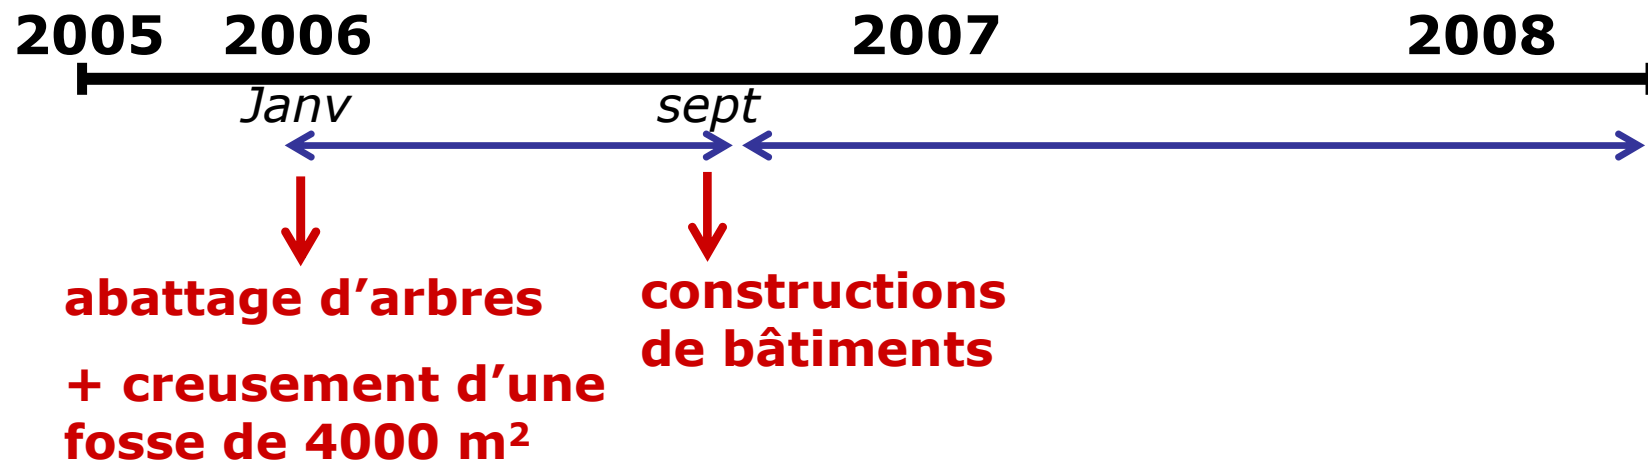 2005 2006 2007 2008
Janv sept
abattage d’arbres
+ creusement d’une
fosse de 4000 m²
constructions
de bâtiments